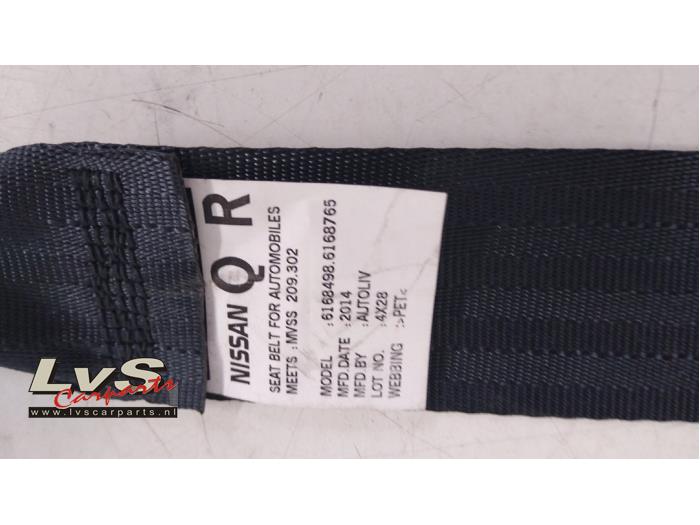 NISSAN Q R
SEAT BELT FOR AUTOMOBILES
MEETS : MVSS 209.302
MODEL :6168498.6168765
MFD.DATE :2014
MFD.BY :AUTOLIV
LOT NO. :4X28
WEBBING :>PET<
LvS
Carparts
www.lvscarparts.nl